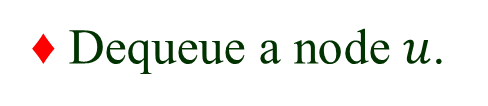 ♦ Dequeue a node u.